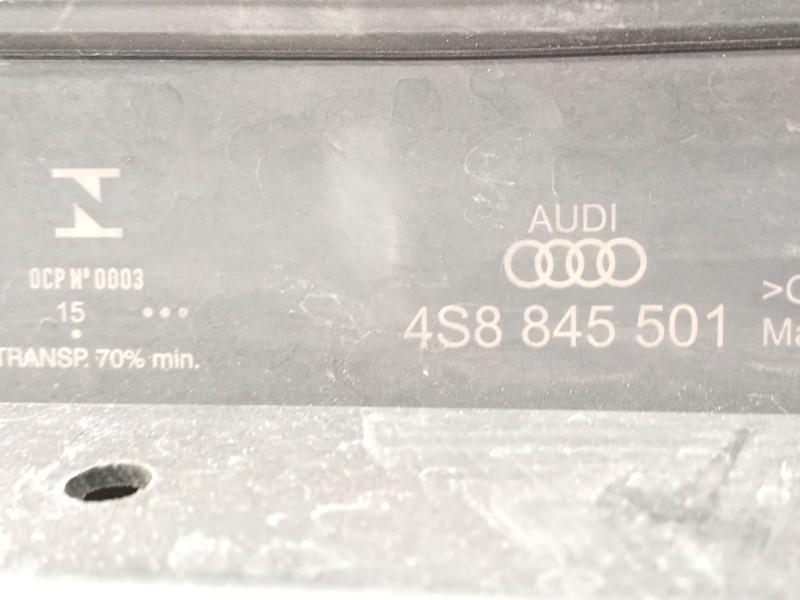 OCP Nº 0003
15
TRANSP. 70% min.
AUDI
4S8 845 501